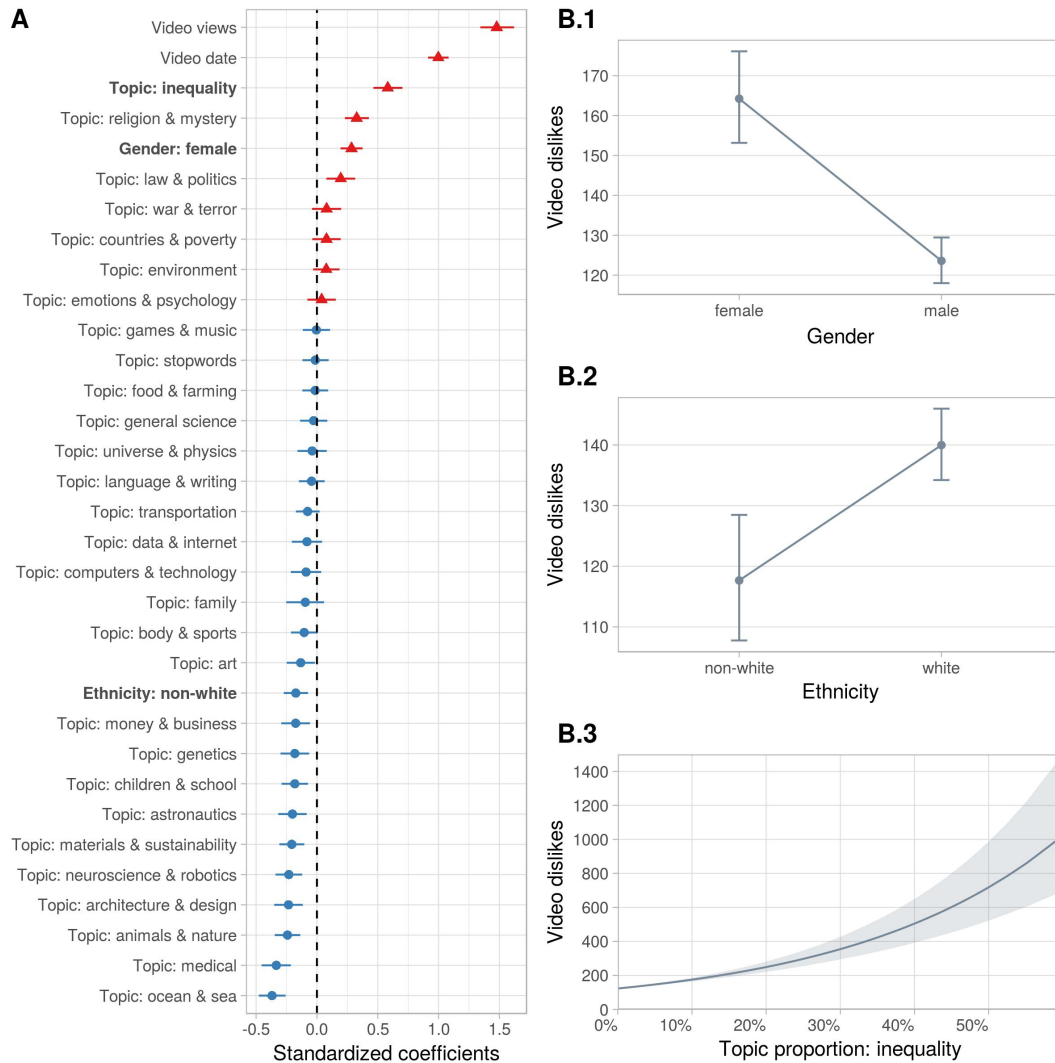 A
Video views
Video date
Topic: inequality
Topic: religion & mystery
Gender: female
Topic: law & politics
Topic: war & terror
Topic: countries & poverty
Topic: environment
Topic: emotions & psychology
Topic: games & music
Topic: stopwords
Topic: food & farming
Topic: general science
Topic: universe & physics
Topic: language & writing
Topic: transportation
Topic: data & internet
Topic: computers & technology
Topic: family
Topic: body & sports
Topic: art
Ethnicity: non-white
Topic: money & business
Topic: genetics
Topic: children & school
Topic: astronautics
Topic: materials & sustainability
Topic: neuroscience & robotics
Topic: architecture & design
Topic: animals & nature
Topic: medical
Topic: ocean & sea
-0.5 0.0 0.5 1.0 1.5
Standardized coefficients
B.1
Video dislikes
170
160
150
140
130
120
female male
Gender
B.2
Video dislikes
140
130
120
110
non-white white
Ethnicity
B.3
Video dislikes
1400
1200
1000
800
600
400
200
0
0% 10% 20% 30% 40% 50%
Topic proportion: inequality